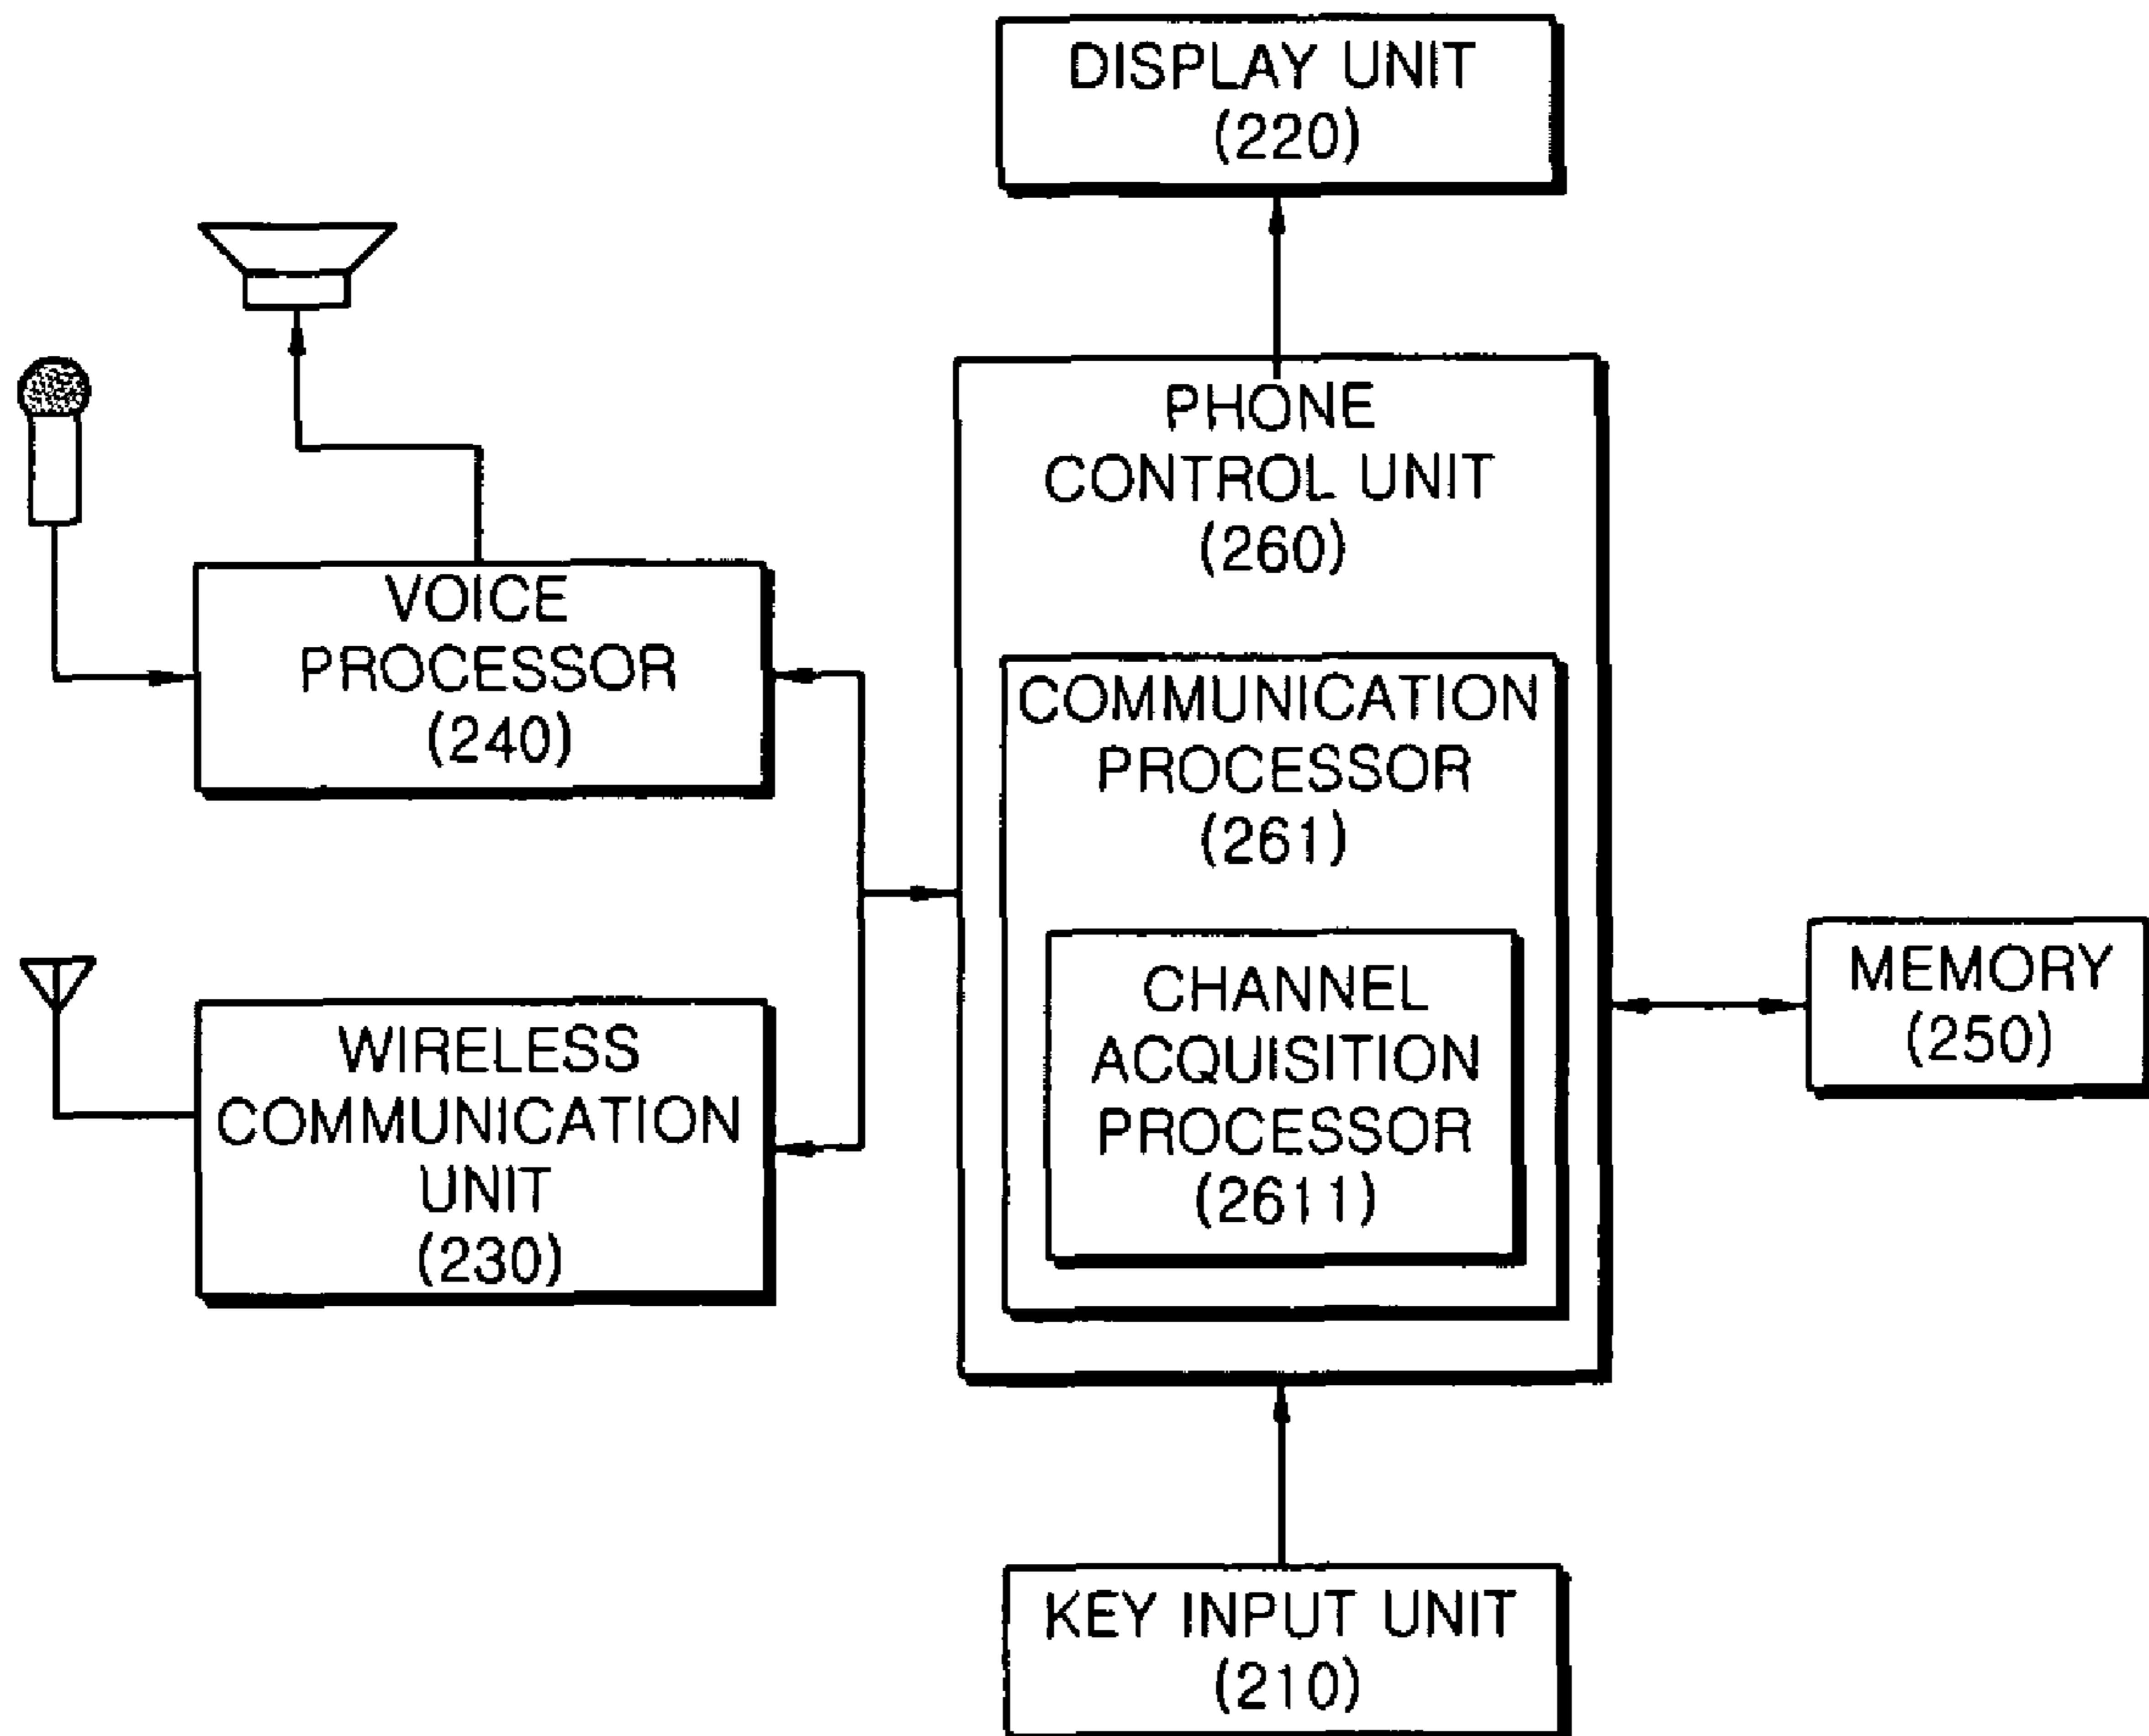 DISPLAY UNIT
(220)
PHONE
CONTROL UNIT
(260)
VOICE
PROCESSOR
(240)
COMMUNICATION
PROCESSOR
(261)
CHANNEL
ACQUISITION
PROCESSOR
(2611)
WIRELESS
COMMUNICATION
UNIT
(230)
MEMORY
(250)
KEY INPUT UNIT
(210)